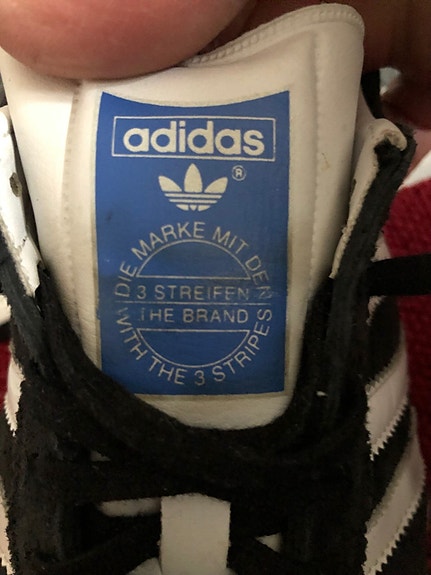 adidas
®
DIE MARKE MIT DEN
3 STREIFEN
THE BRAND
WITH THE 3 STRIPES